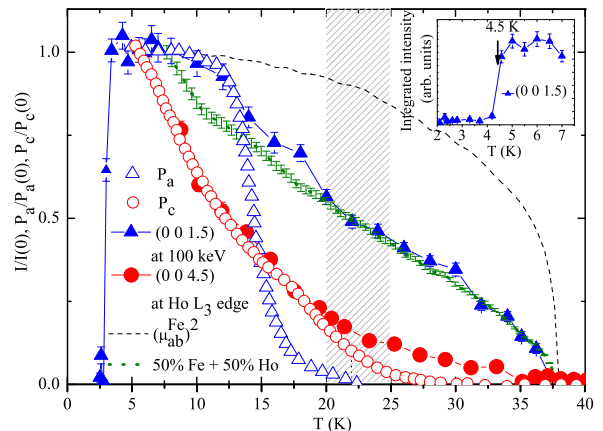 I/I(0), P_a/P_a(0), P_c/P_c(0)
1.0
0.5
0.0
0 5 10 15 20 25 30 35 40
T (K)
P_a
P_c
(0 0 1.5)
at 100 keV
(0 0 4.5)
at Ho L_3 edge
(μ_ab^Fe)^2
50% Fe + 50% Ho
Integrated intensity
(arb. units)
4.5 K
(0 0 1.5)
2 3 4 5 6 7
T (K)